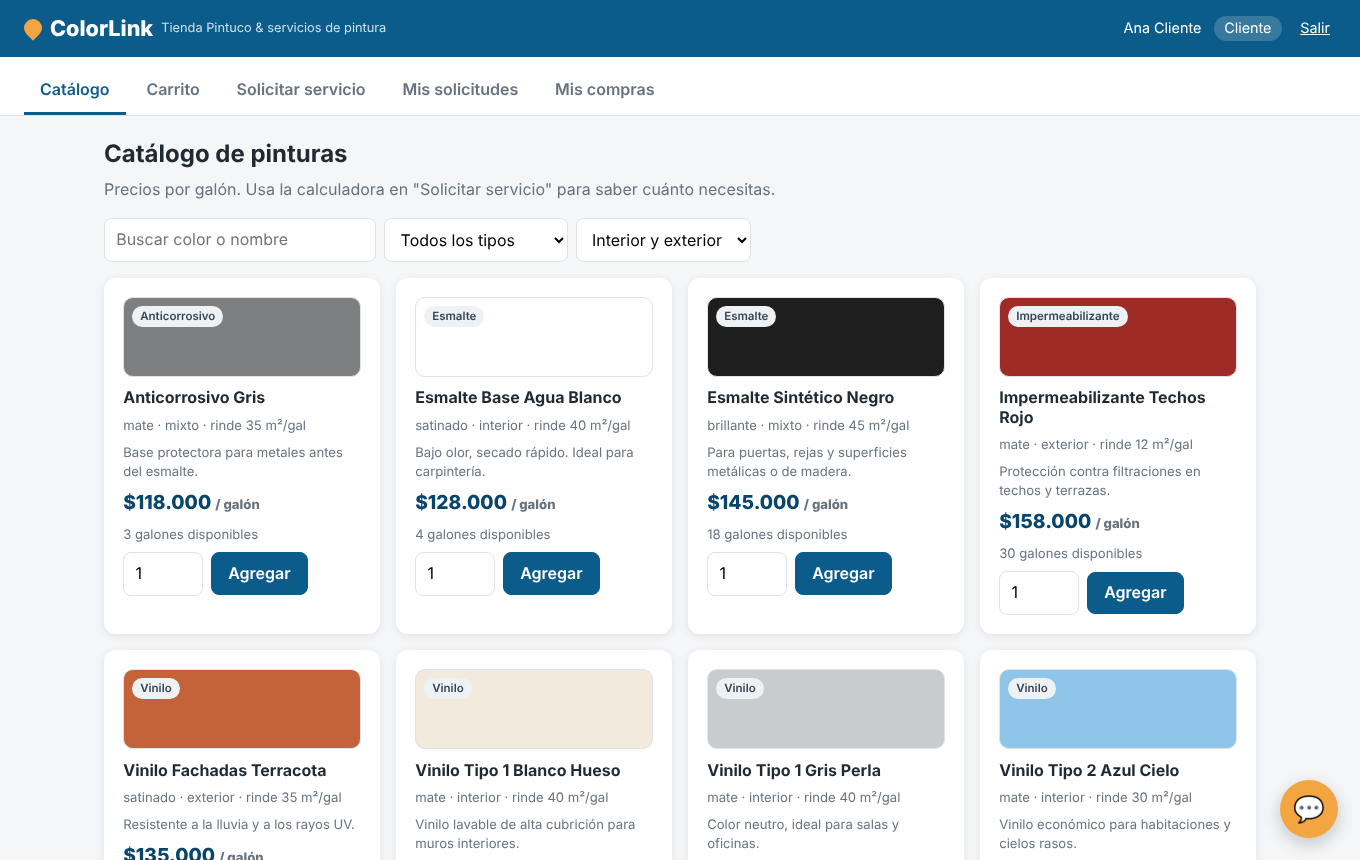 ColorLink Tienda Pintuco & servicios de pintura
Ana Cliente Cliente Salir
Catálogo Carrito Solicitar servicio Mis solicitudes Mis compras
Catálogo de pinturas
Precios por galón. Usa la calculadora en "Solicitar servicio" para saber cuánto necesitas.
Buscar color o nombre Todos los tipos Interior y exterior
Anticorrosivo
Anticorrosivo Gris
mate · mixto · rinde 35 m²/gal
Base protectora para metales antes
del esmalte.
$118.000 / galón
3 galones disponibles
1 Agregar
Esmalte
Esmalte Base Agua Blanco
satinado · interior · rinde 40 m²/gal
Bajo olor, secado rápido. Ideal para
carpintería.
$128.000 / galón
4 galones disponibles
1 Agregar
Esmalte
Esmalte Sintético Negro
brillante · mixto · rinde 45 m²/gal
Para puertas, rejas y superficies
metálicas o de madera.
$145.000 / galón
18 galones disponibles
1 Agregar
Impermeabilizante
Impermeabilizante Techos
Rojo
mate · exterior · rinde 12 m²/gal
Protección contra filtraciones en
techos y terrazas.
$158.000 / galón
30 galones disponibles
1 Agregar
Vinilo
Vinilo Fachadas Terracota
satinado · exterior · rinde 35 m²/gal
Resistente a la lluvia y a los rayos UV.
$135.000 / galón
Vinilo
Vinilo Tipo 1 Blanco Hueso
mate · interior · rinde 40 m²/gal
Vinilo lavable de alta cubrición para
muros interiores.
Vinilo
Vinilo Tipo 1 Gris Perla
mate · interior · rinde 40 m²/gal
Color neutro, ideal para salas y
oficinas.
Vinilo
Vinilo Tipo 2 Azul Cielo
mate · interior · rinde 30 m²/gal
Vinilo económico para habitaciones y
cielos rasos.